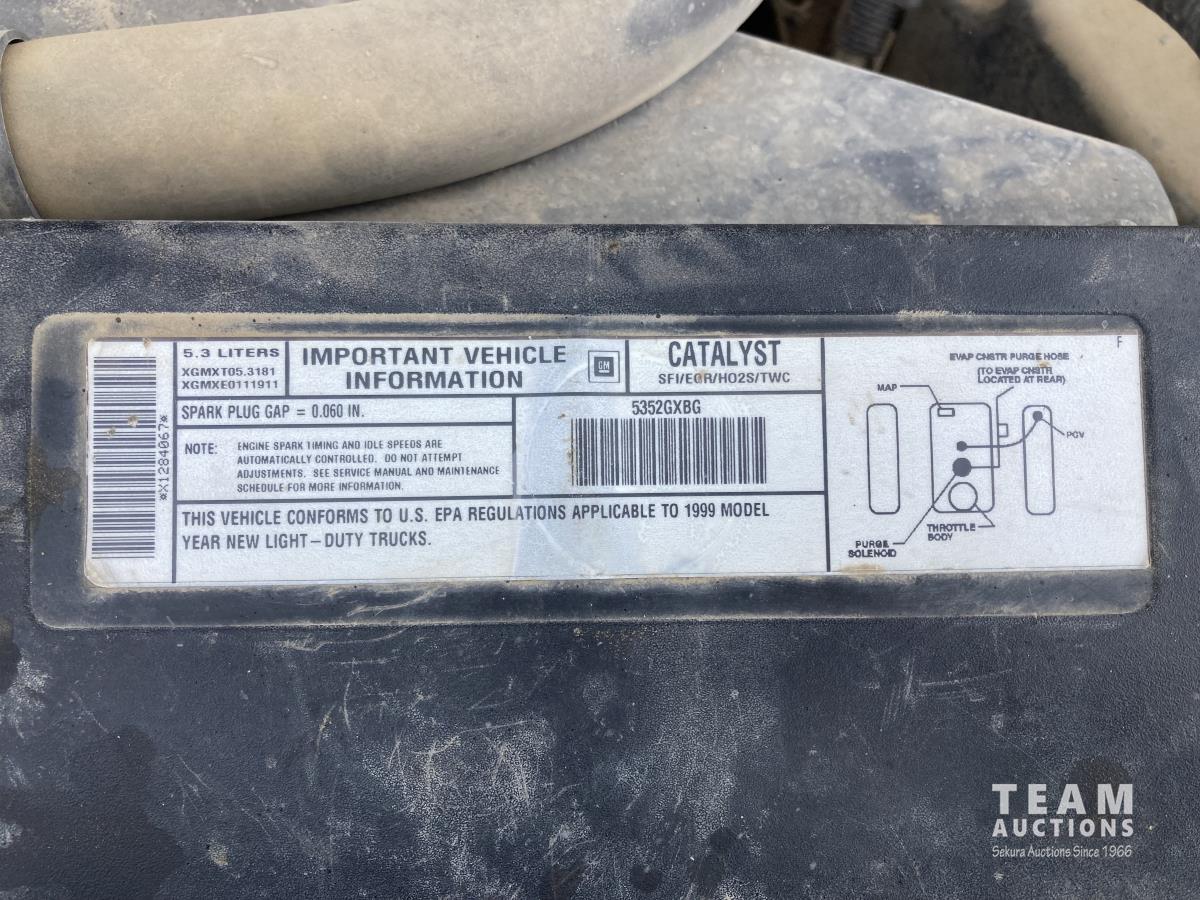 *X1284067*
5.3 LITERS
XGMXT05.3181
XGMXE0111911
IMPORTANT VEHICLE
INFORMATION
GM
CATALYST
SFI/EGR/HO2S/TWC
SPARK PLUG GAP = 0.060 IN.
NOTE: ENGINE SPARK TIMING AND IDLE SPEEDS ARE
AUTOMATICALLY CONTROLLED. DO NOT ATTEMPT
ADJUSTMENTS. SEE SERVICE MANUAL AND MAINTENANCE
SCHEDULE FOR MORE INFORMATION.
5352GXBG
THIS VEHICLE CONFORMS TO U.S. EPA REGULATIONS APPLICABLE TO 1999 MODEL
YEAR NEW LIGHT-DUTY TRUCKS.
F
EVAP CNSTR PURGE HOSE
(TO EVAP CNSTR
LOCATED AT REAR)
MAP
PCV
THROTTLE
BODY
PURGE
SOLENOID
TEAM
AUCTIONS
Sekura Auctions Since 1966